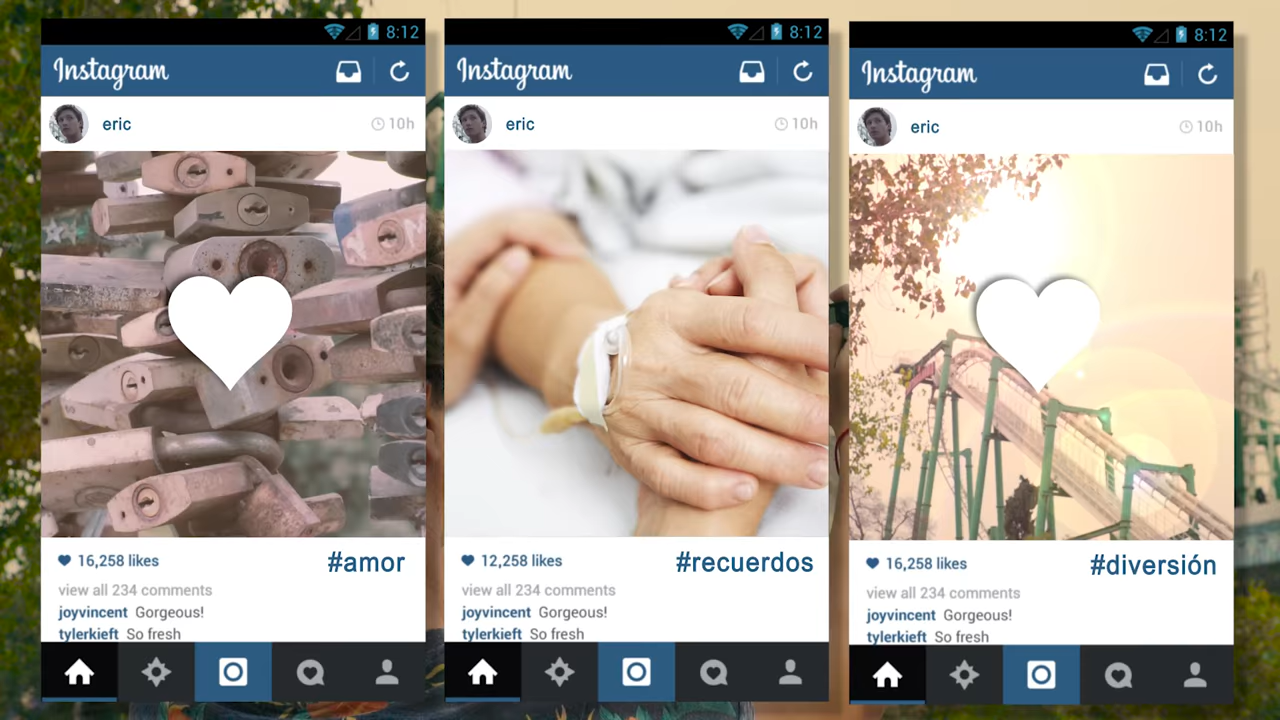 8:12
Instagram
eric
10h
16,258 likes
#amor
view all 234 comments
joyvincent Gorgeous!
tylerkieft So fresh
8:12
Instagram
eric
10h
12,258 likes
#recuerdos
view all 234 comments
joyvincent Gorgeous!
tylerkieft So fresh
8:12
Instagram
eric
10h
16,258 likes
#diversión
view all 234 comments
joyvincent Gorgeous!
tylerkieft So fresh